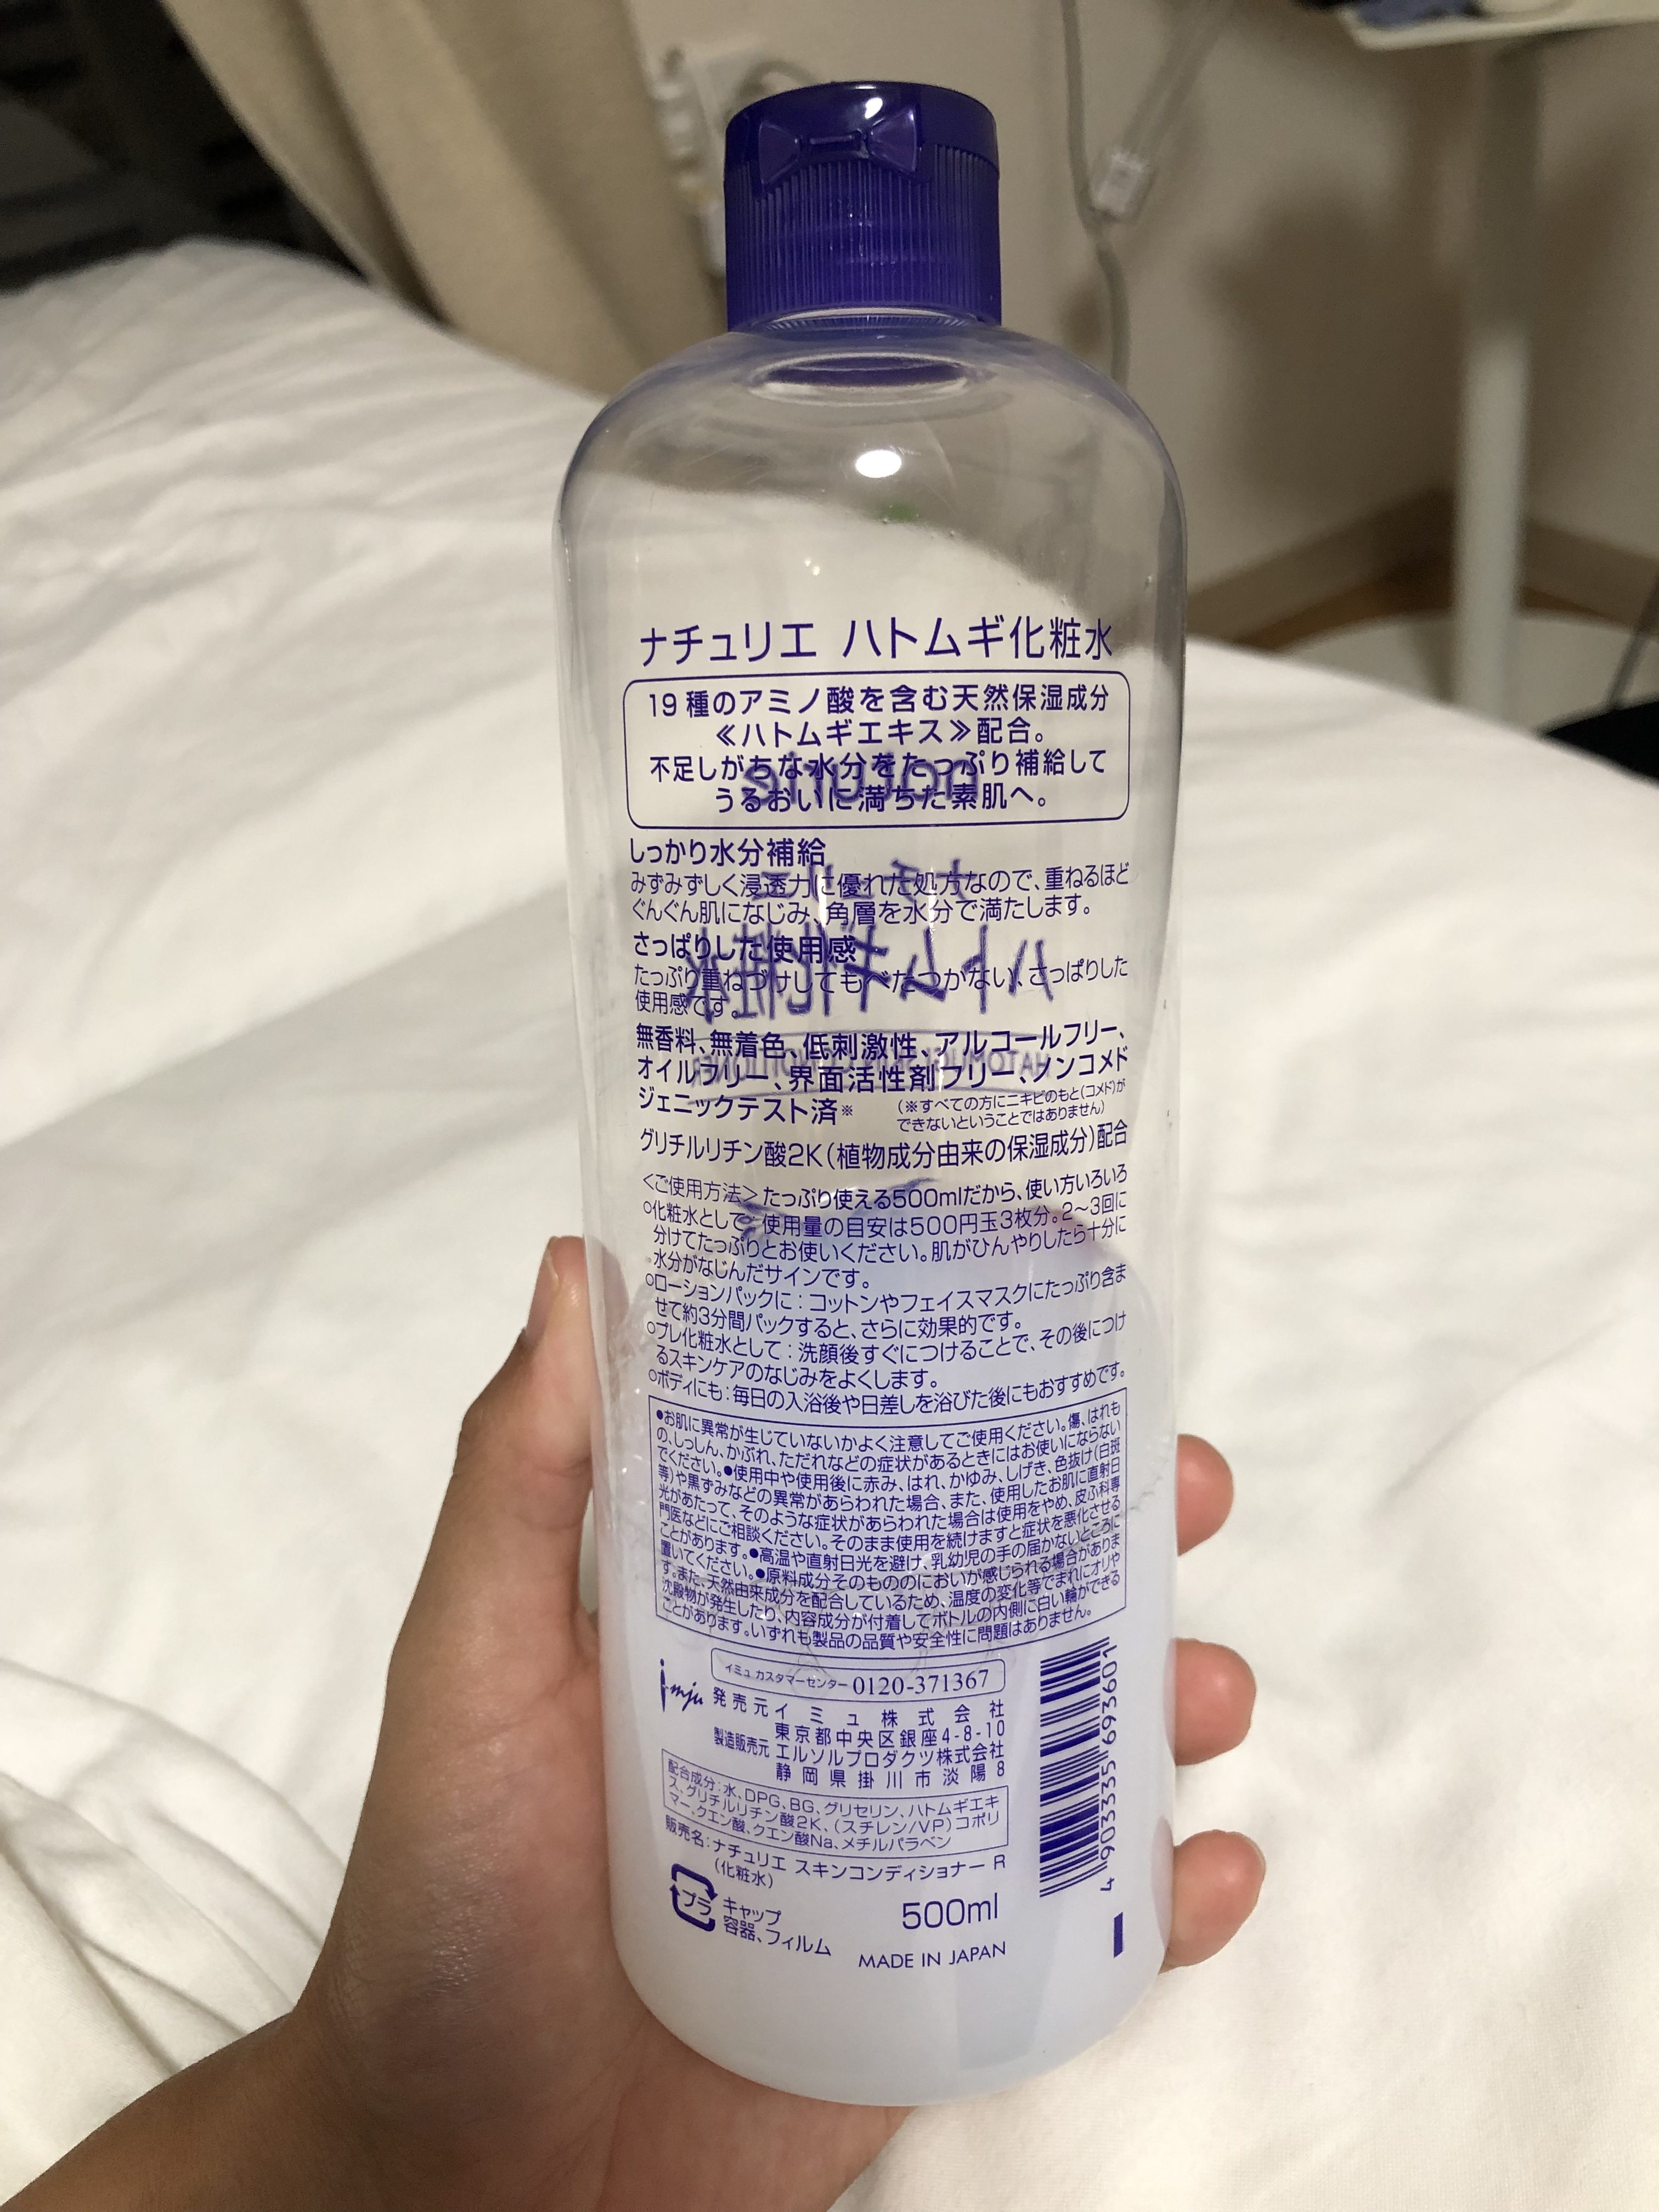 ナチュリエ ハトムギ化粧水
19種のアミノ酸を含む天然保湿成分
≪ハトムギエキス≫配合。
不足しがちな水分をたっぷり補給して
うるおいに満ちた素肌へ。
しっかり水分補給
みずみずしく浸透力に優れた処方なので、重ねるほど
ぐんぐん肌になじみ、角層を水分で満たします。
さっぱりした使用感
たっぷり重ねづけしてもべたつかない、さっぱりした
使用感です。
無香料、無着色、低刺激性、アルコールフリー、
オイルフリー、界面活性剤フリー、ノンコメド
ジェニックテスト済※
(※すべての方にニキビのもと(コメド)が
できないということではありません)
グリチルリチン酸2K(植物成分由来の保湿成分)配合
<ご使用方法>たっぷり使える500mlだから、使い方いろいろ
○化粧水として:使用量の目安は500円玉3枚分。2~3回に
分けてたっぷりとお使いください。肌がひんやりしたら十分に
水分がなじんだサインです。
○ローションパックに:コットンやフェイスマスクにたっぷり含ま
せて約3分間パックすると、さらに効果的です。
○プレ化粧水として:洗顔後すぐにつけることで、その後につけ
るスキンケアのなじみをよくします。
○ボディにも:毎日の入浴後や日差しを浴びた後にもおすすめです。
●お肌に異常が生じていないかよく注意してご使用ください。傷、はれも
の、しっしん、かぶれ、ただれなどの症状があるときにはお使いにならない
でください。●使用中や使用後に赤み、はれ、かゆみ、しげき、色抜け(白斑
等)や黒ずみなどの異常があらわれた場合、また、使用したお肌に直射日
光があたって、そのような症状があらわれた場合は使用をやめ、皮ふ科専
門医などにご相談ください。そのまま使用を続けますと症状を悪化させる
ことがあります。●高温や直射日光を避け、乳幼児の手の届かないところに
置いてください。●原料成分そのもののにおいが感じられる場合がありま
す。また、天然由来成分を配合しているため、温度の変化等でまれにオリや
沈殿物が発生したり、内容成分が付着してボトルの内側に白い輪ができる
ことがあります。いずれも製品の品質や安全性に問題はありません。
イミュ カスタマーセンター 0120-371367
i-mju
発売元 イミュ株式会社
東京都中央区銀座4-8-10
製造販売元 エルソルプロダクツ株式会社
静岡県掛川市淡陽8
配合成分:水、DPG、BG、グリセリン、ハトムギエキ
ス、グリチルリチン酸2K、(スチレン/VP)コポリ
マー、クエン酸、クエン酸Na、メチルパラベン
販売名:ナチュリエ スキンコンディショナー R
(化粧水)
プラ
キャップ
容器、フィルム
500ml
MADE IN JAPAN
4 903335 693601
naturie
ナチュリエ
ハトムギ化粧水
HATOMUGI SKIN CONDITIONER